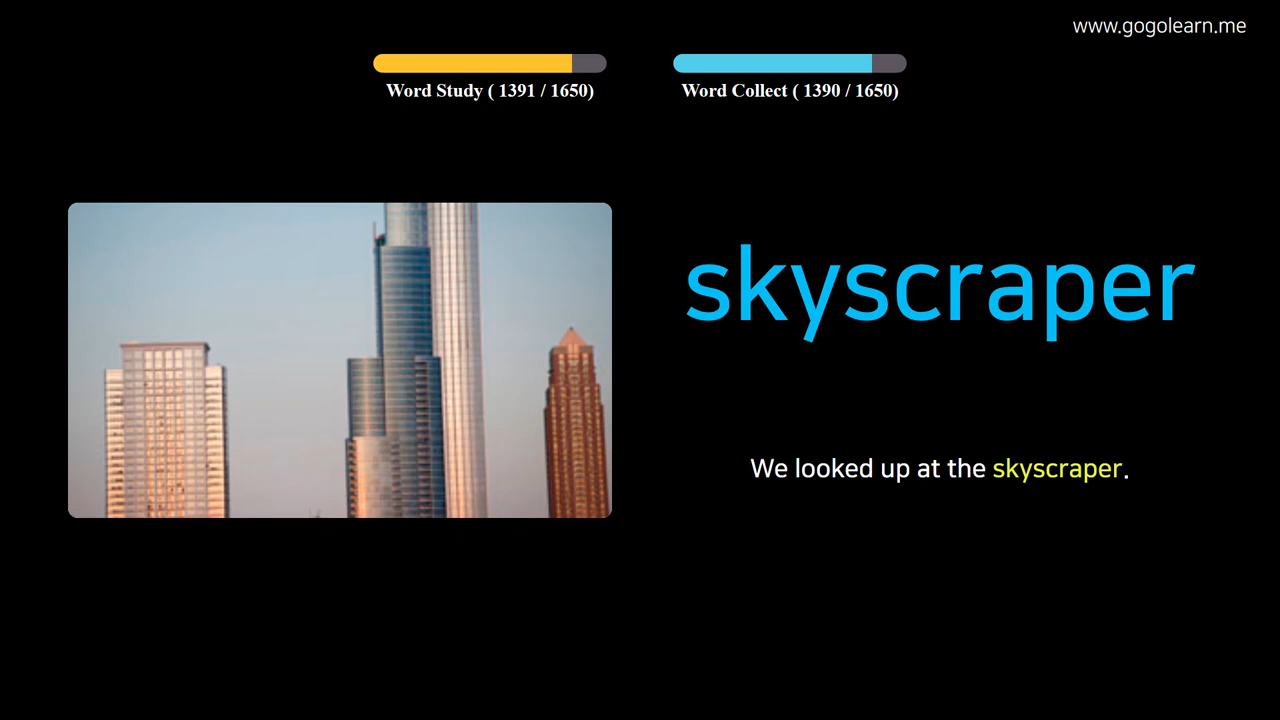 www.gogolearn.me
Word Study ( 1391 / 1650)
Word Collect ( 1390 / 1650)
skyscraper
We looked up at the skyscraper.